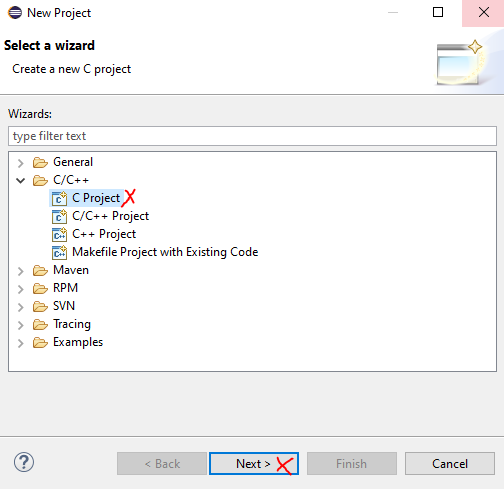 New Project
Select a wizard
Create a new C project
Wizards:
type filter text
General
C/C++
C Project
C/C++ Project
C++ Project
Makefile Project with Existing Code
Maven
RPM
SVN
Tracing
Examples
? < Back Next > Finish Cancel